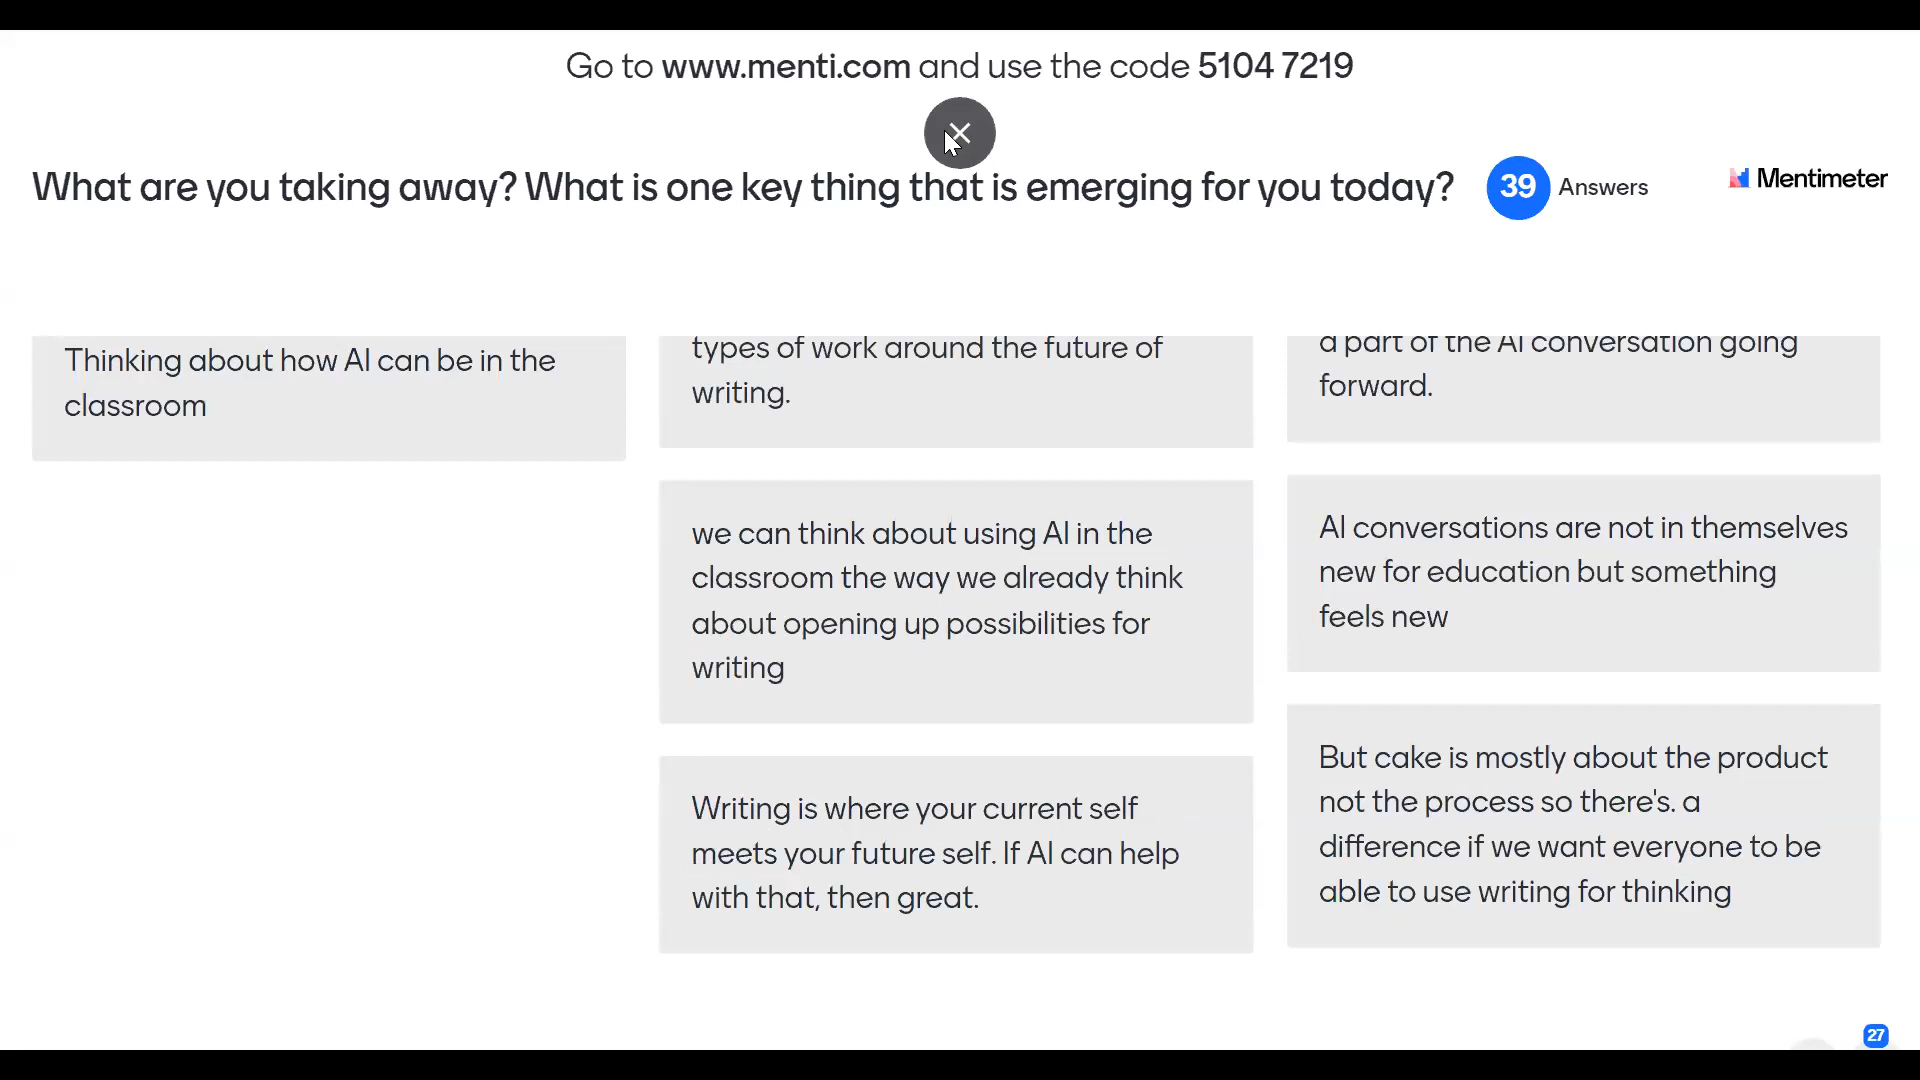 Go to www.menti.com and use the code 5104 7219
What are you taking away? What is one key thing that is emerging for you today?
39 Answers
Mentimeter
Thinking about how AI can be in the
classroom
types of work around the future of
writing.
we can think about using AI in the
classroom the way we already think
about opening up possibilities for
writing
Writing is where your current self
meets your future self. If AI can help
with that, then great.
a part of the AI conversation going
forward.
AI conversations are not in themselves
new for education but something
feels new
But cake is mostly about the product
not the process so there's. a
difference if we want everyone to be
able to use writing for thinking
27